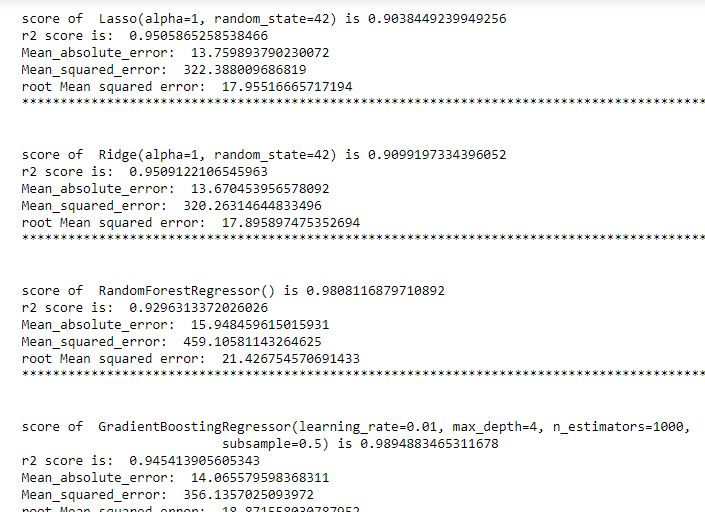 score of  Lasso(alpha=1, random_state=42) is 0.9038449239949256
r2 score is:  0.9505865258538466
Mean_absolute_error:  13.759893790230072
Mean_squared_error:  322.388009686819
root Mean squared error:  17.95516665717194
******************************************************************************************
score of  Ridge(alpha=1, random_state=42) is 0.9099197334396052
r2 score is:  0.9509122106545963
Mean_absolute_error:  13.670453956578092
Mean_squared_error:  320.26314644833496
root Mean squared error:  17.895897475352694
******************************************************************************************
score of  RandomForestRegressor() is 0.9808116879710892
r2 score is:  0.9296313372026026
Mean_absolute_error:  15.948459615015931
Mean_squared_error:  459.10581143264625
root Mean squared error:  21.426754570691433
******************************************************************************************
score of  GradientBoostingRegressor(learning_rate=0.01, max_depth=4, n_estimators=1000,
subsample=0.5) is 0.9894883465311678
r2 score is:  0.945413905605343
Mean_absolute_error:  14.065579598368311
Mean_squared_error:  356.1357025093972
root Mean squared error:  18.871558030787952